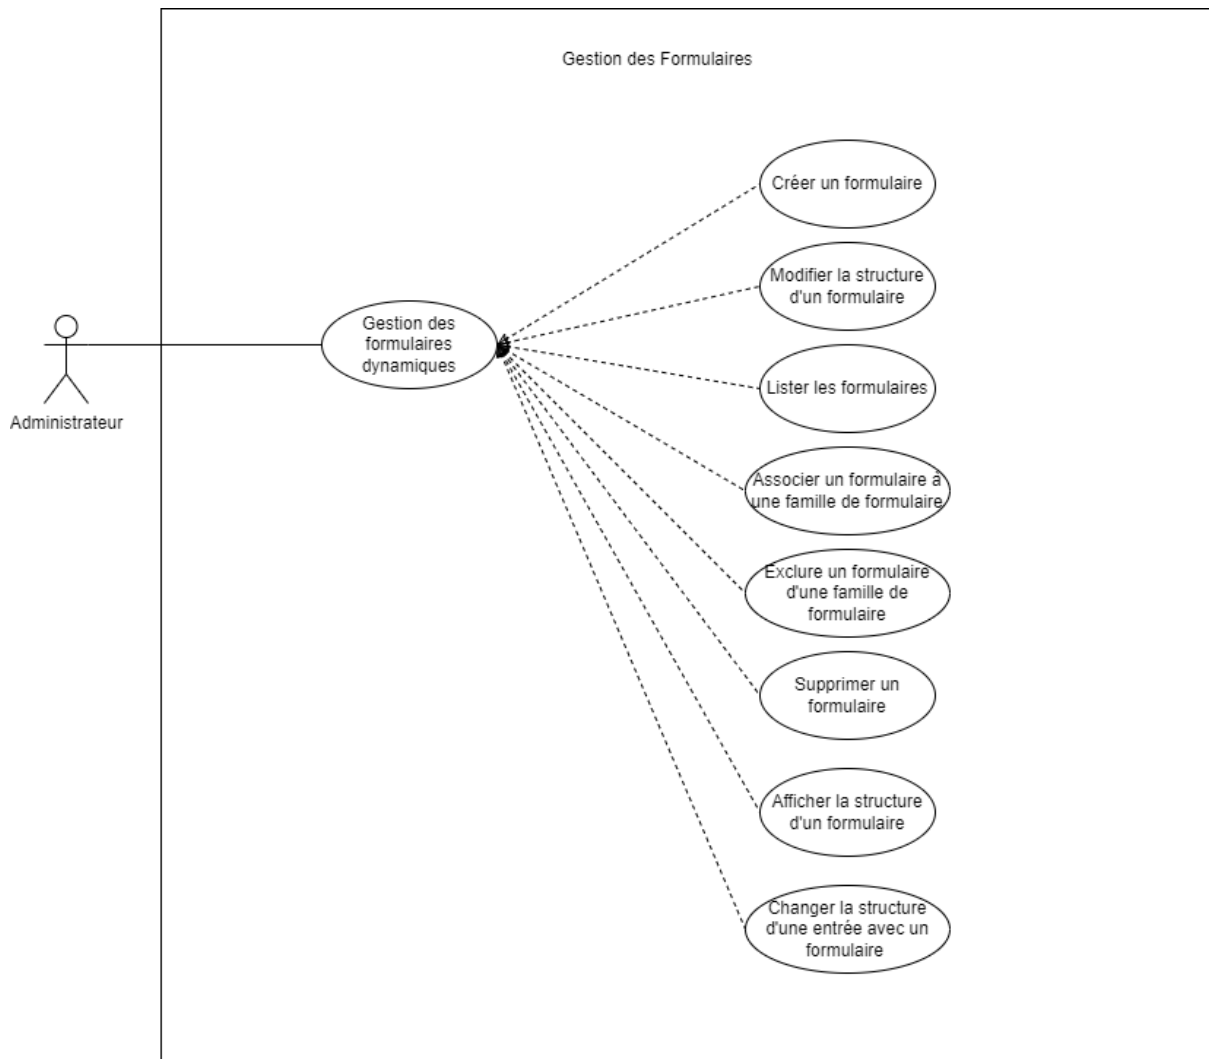 Gestion des Formulaires
Créer un formulaire
Modifier la structure
d'un formulaire
Gestion des
formulaires
dynamiques
Lister les formulaires
Administrateur
Associer un formulaire à
une famille de formulaire
Exclure un formulaire
d'une famille de
formulaire
Supprimer un
formulaire
Afficher la structure
d'un formulaire
Changer la structure
d'une entrée avec un
formulaire